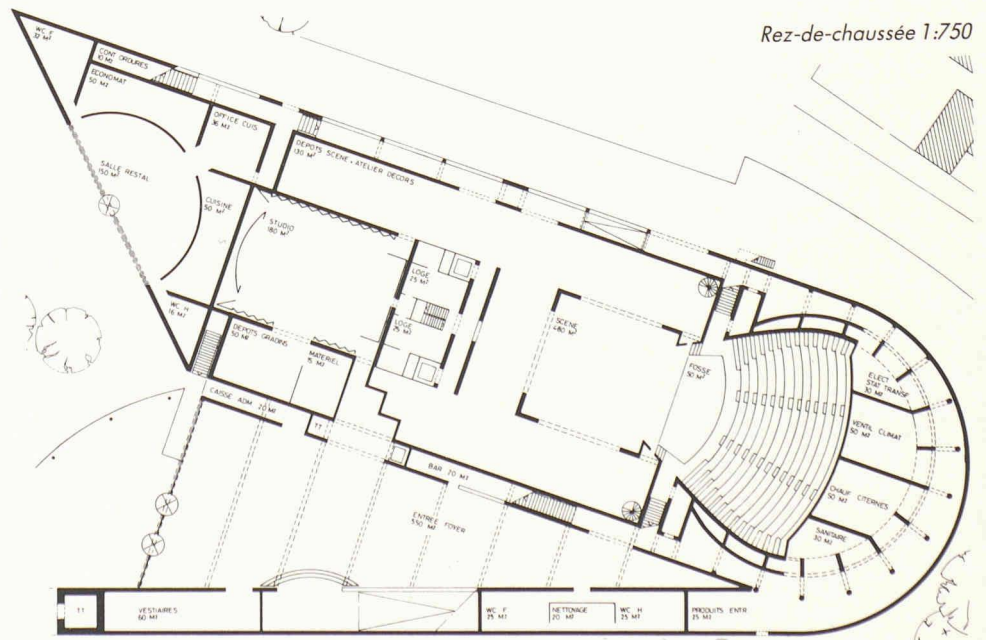 Rez-de-chaussée 1:750
WC F
32 M²
CONT ORDURES
10 M²
ECONOMAT
50 M²
OFFICE CUIS
36 M²
DEPOTS SCENE + ATELIER DECORS
130 M²
SALLE RESTAU
150 M²
CUISINE
50 M²
STUDIO
180 M²
LOGE
25 M²
LOGE
25 M²
SCENE
480 M²
FOSSE
50 M²
WC H
16 M²
DEPOTS GRADINS
50 M²
MATERIEL
15 M²
CAISSE ADM 20 M²
TT
BAR 70 M²
ENTREE FOYER
550 M²
ELECT
STAT TRANSF
30 M²
VENTIL CLIMAT
50 M²
CHAUF CITERNES
50 M²
SANITAIRE
30 M²
TT
VESTIAIRES
60 M²
WC F
25 M²
NETTOYAGE
20 M²
WC H
25 M²
PRODUITS ENTR
25 M²